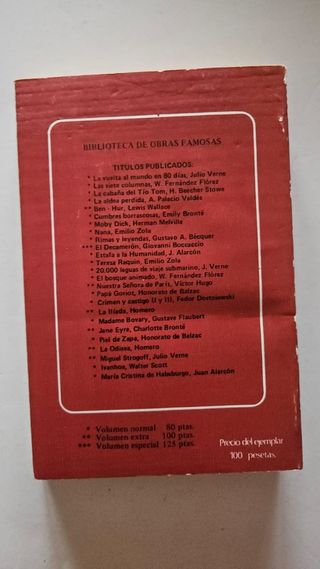 BIBLIOTECA DE OBRAS FAMOSAS
TITULOS PUBLICADOS:
* La vuelta al mundo en 80 días, Julio Verne
* Las siete columnas, W. Fernández Flórez
* La cabaña del Tío Tom, H. Beecher Stowe
* La aldea perdida, A. Palacio Valdés
** Ben - Hur, Lewis Wallace
* Cumbres borrascosas, Emily Bronté
* Moby Dick, Herman Melville
* Nana, Emilio Zola
* Rimas y leyendas, Gustavo A. Bécquer
*** El Decamerón, Giovanni Boccaccio
* Estafa a la Humanidad, J. Alarcón
* Teresa Raquin, Emilio Zola
* 20.000 leguas de viaje submarino, J. Verne
* El bosque animado, W. Fernández Flórez
** Nuestra Señora de París, Víctor Hugo
* Papá Goriot, Honorato de Balzac
* Crimen y castigo II y III, Fedor Dostoiewski
** La Ilíada, Homero
* Madame Bovary, Gustave Flaubert
** Jane Eyre, Charlotte Bronté
* Piel de Zapa, Honorato de Balzac
** La Odisea, Homero
** Miguel Strogoff, Julio Verne
* Ivanhoe, Walter Scott
* María Cristina de Habsburgo, Juan Alarcón
* Volumen normal 80 ptas.
** Volumen extra 100 ptas.
*** Volumen especial 125 ptas.
Precio del ejemplar
100 pesetas.